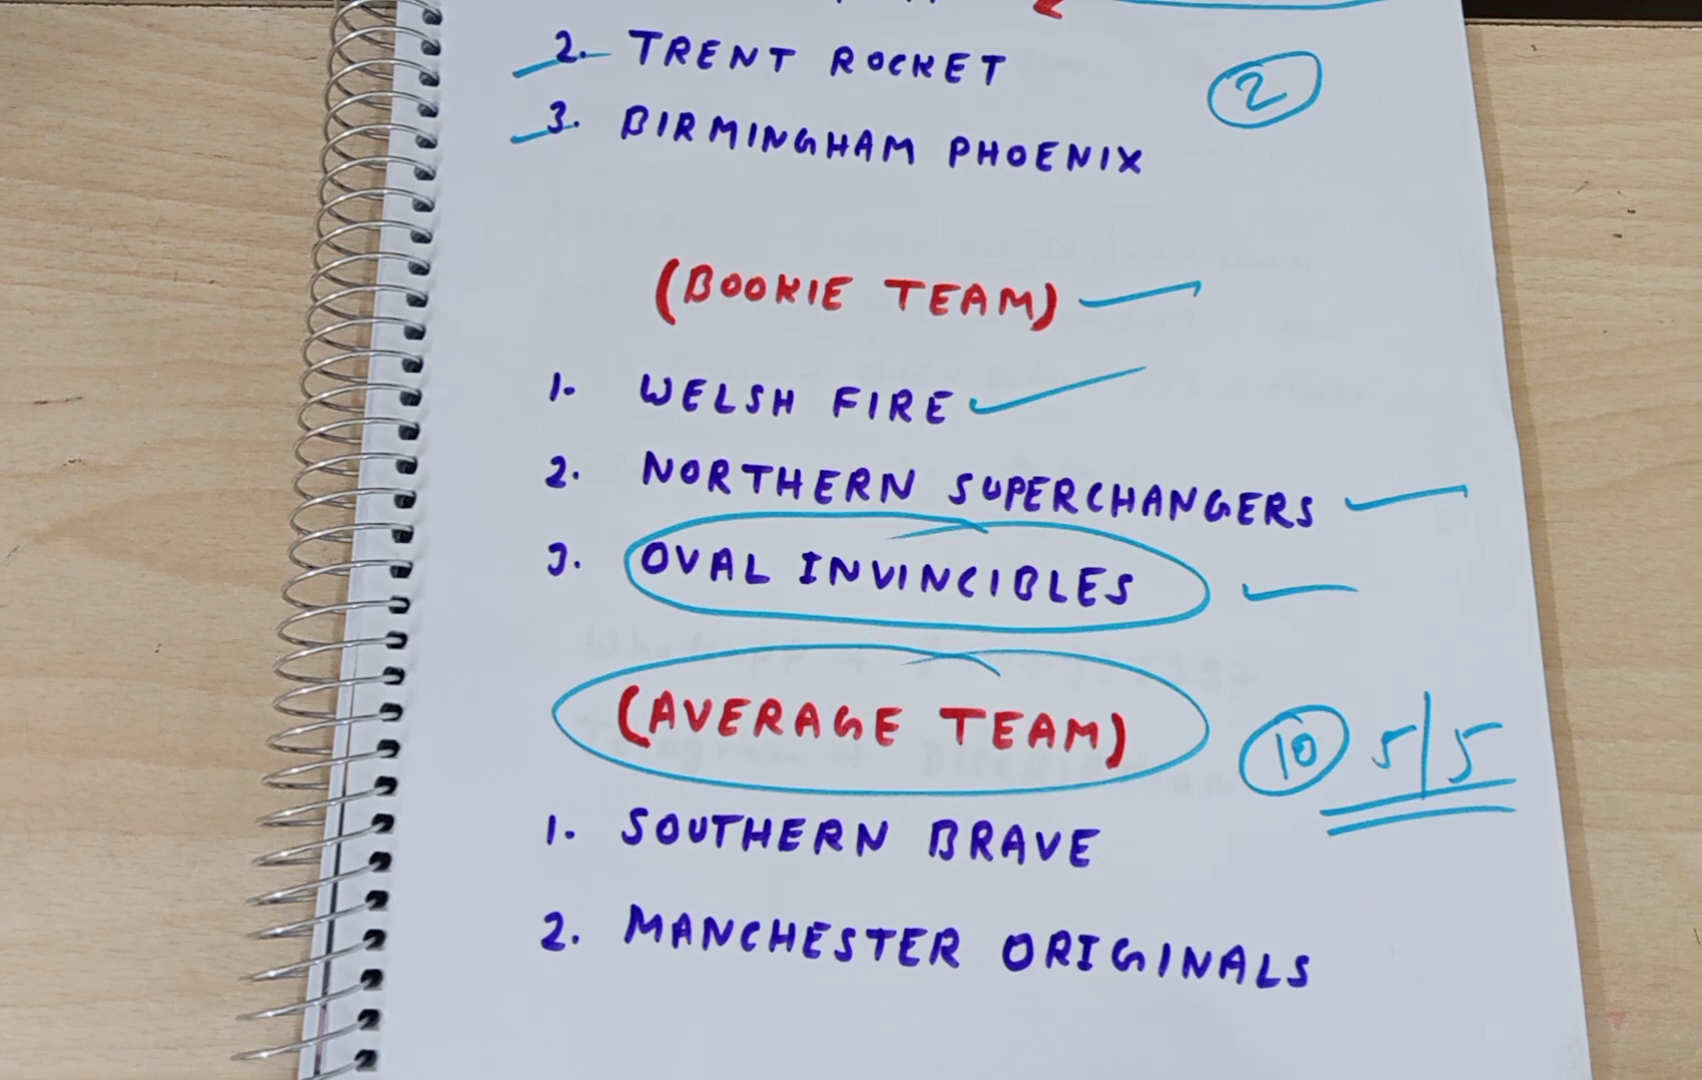 2. TRENT ROCKET
2
3. BIRMINGHAM PHOENIX
(BOOKIE TEAM)
1. WELSH FIRE
2. NORTHERN SUPERCHANGERS
3. OVAL INVINCIBLES
(AVERAGE TEAM)
10 5|5
1. SOUTHERN BRAVE
2. MANCHESTER ORIGINALS